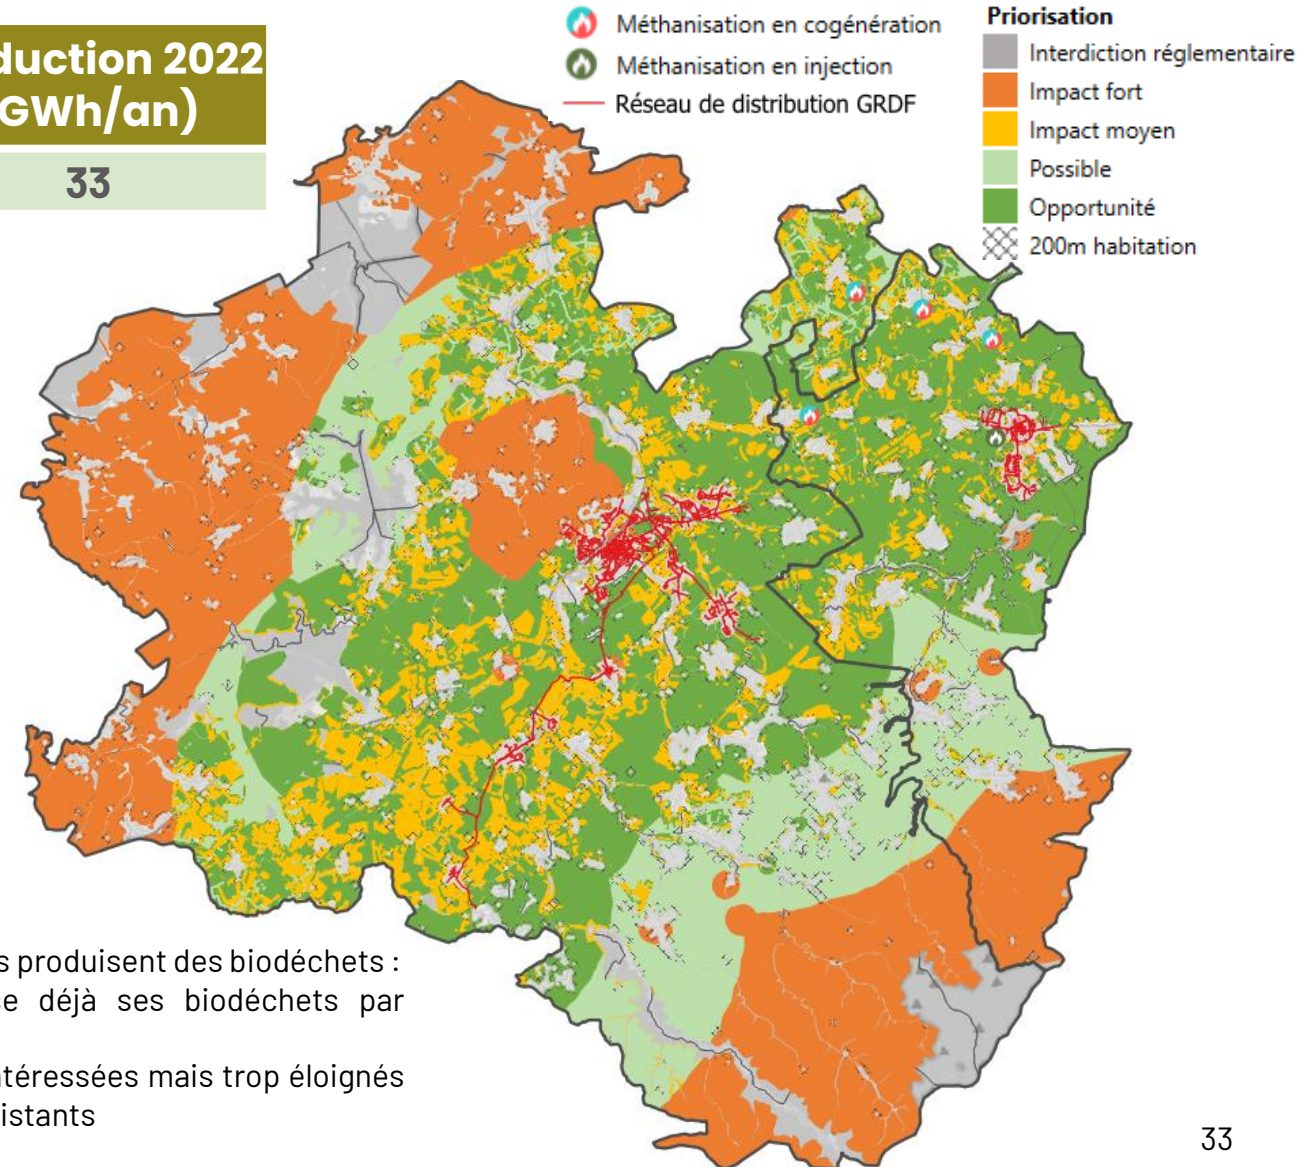 duction 2022
GWh/an)
33
Méthanisation en cogénération
Méthanisation en injection
Réseau de distribution GRDF
Priorisation
Interdiction réglementaire
Impact fort
Impact moyen
Possible
Opportunité
200m habitation
s produisent des biodéchets :
se déjà ses biodéchets par
ntéressées mais trop éloignés
istants
33